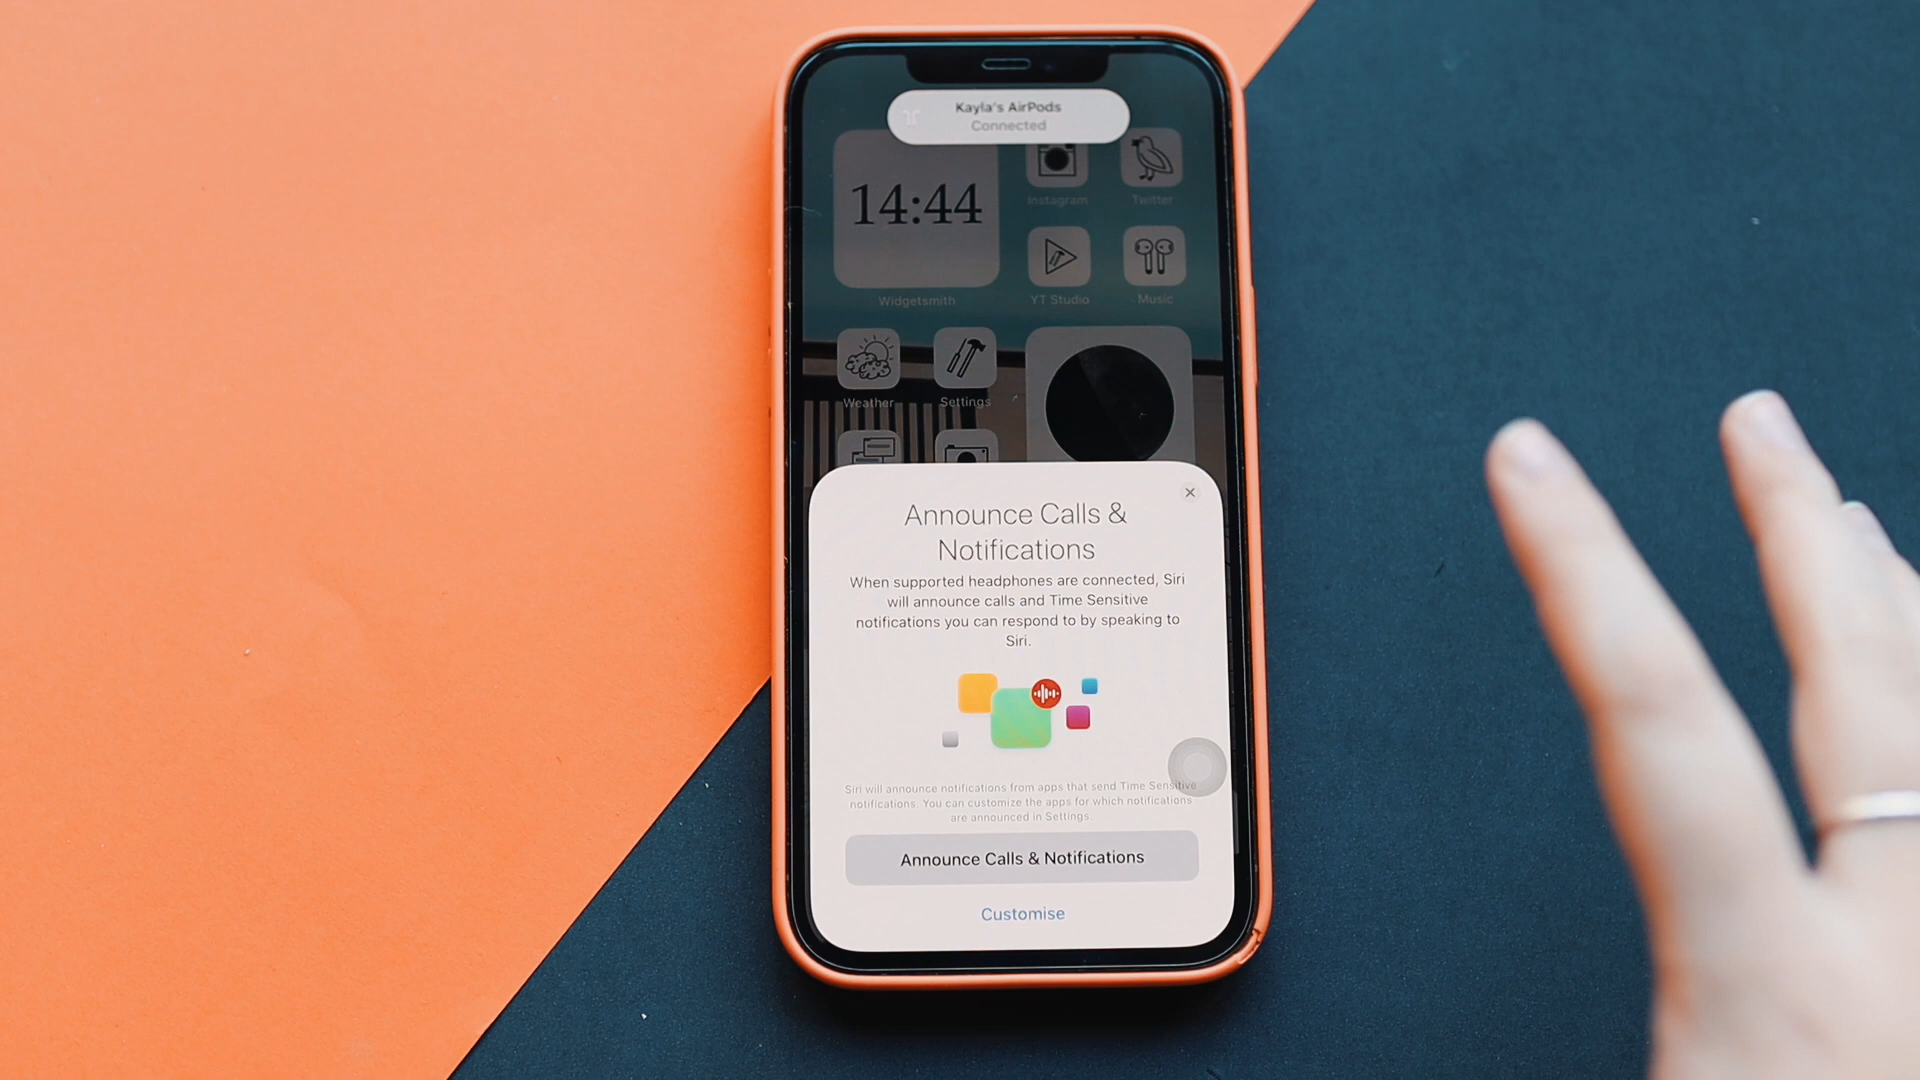 Kayla's AirPods
Connected
14:44
Instagram
Twitter
Widgetsmith
YT Studio
Music
Weather
Settings
Announce Calls &
Notifications
When supported headphones are connected, Siri
will announce calls and Time Sensitive
notifications you can respond to by speaking to
Siri.
Siri will announce notifications from apps that send Time Sensitive
notifications. You can customize the apps for which notifications
are announced in Settings.
Announce Calls & Notifications
Customise